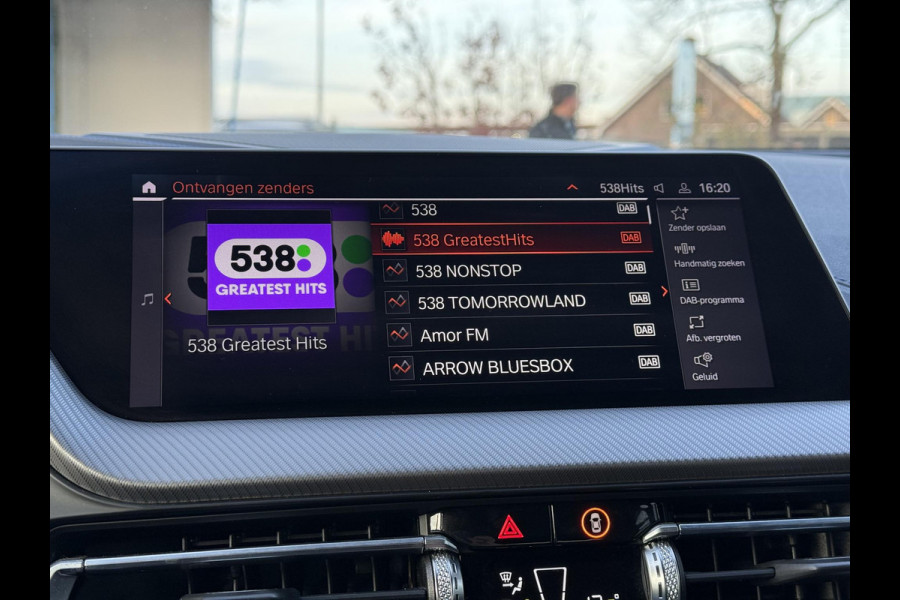 Ontvangen zenders
538Hits
16:20
538:
GREATEST HITS
538 Greatest Hits
538 DAB
538 GreatestHits DAB
538 NONSTOP DAB
538 TOMORROWLAND DAB
Amor FM DAB
ARROW BLUESBOX DAB
Zender opslaan
Handmatig zoeken
DAB-programma
Afb. vergroten
Geluid